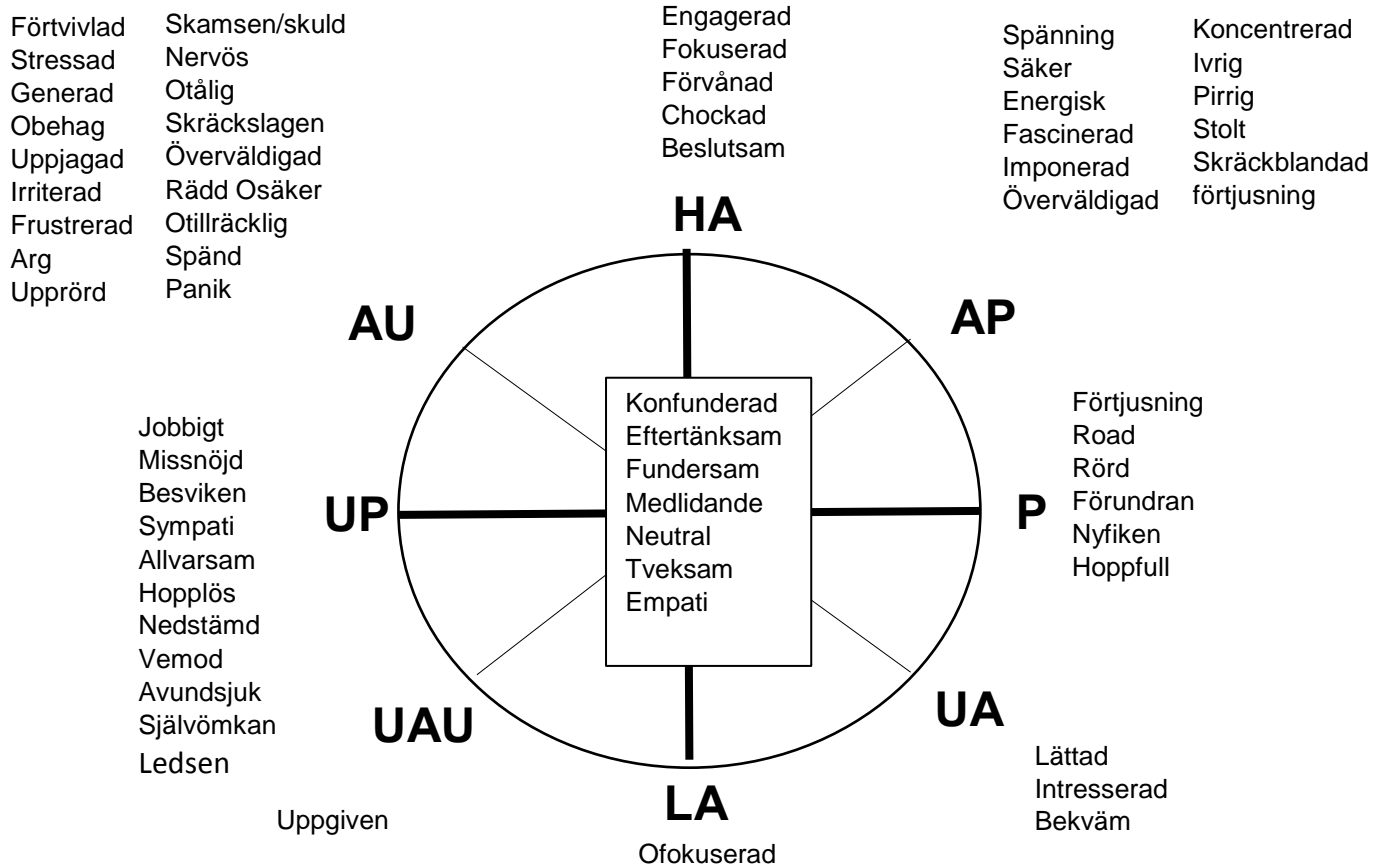 Förtvivlad
Stressad
Generad
Obehag
Uppjagad
Irriterad
Frustrerad
Arg
Upprörd
Skamsen/skuld
Nervös
Otålig
Skräckslagen
Överväldigad
Rädd Osäker
Otillräcklig
Spänd
Panik
Engagerad
Fokuserad
Förvånad
Chockad
Beslutsam
Spänning
Säker
Energisk
Fascinerad
Imponerad
Överväldigad
Koncentrerad
Ivrig
Pirrig
Stolt
Skräckblandad
förtjusning
HA
AU
AP
Konfunderad
Eftertänksam
Fundersam
Medlidande
Neutral
Tveksam
Empati
Jobbigt
Missnöjd
Besviken
Sympati
Allvarsam
Hopplös
Nedstämd
Vemod
Avundsjuk
Självömkan
Ledsen
UP
P
Förtjusning
Road
Rörd
Förundran
Nyfiken
Hoppfull
UAU
UA
LA
Uppgiven
Ofokuserad
Lättad
Intresserad
Bekväm